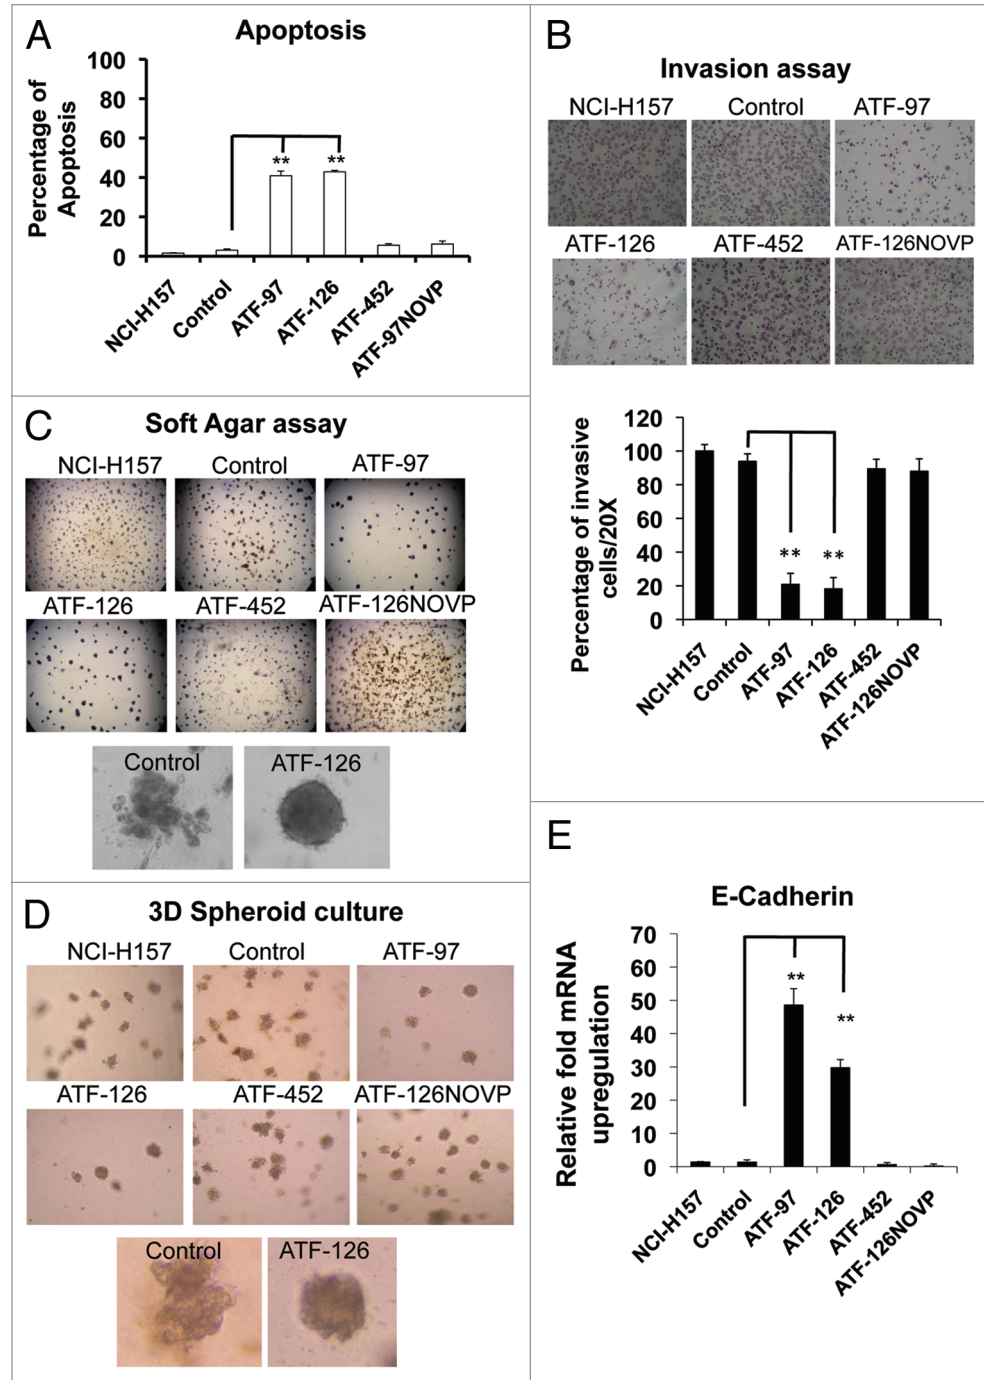 A
Apoptosis
Percentage of
Apoptosis
100
80
60
40
20
0
**
**
NCI-H157
Control
ATF-97
ATF-126
ATF-452
ATF-97NOVP
B
Invasion assay
NCI-H157
Control
ATF-97
ATF-126
ATF-452
ATF-126NOVP
Percentage of invasive
cells/20X
120
100
80
60
40
20
0
**
**
NCI-H157
Control
ATF-97
ATF-126
ATF-452
ATF-126NOVP
C
Soft Agar assay
NCI-H157
Control
ATF-97
ATF-126
ATF-452
ATF-126NOVP
Control
ATF-126
D
3D Spheroid culture
NCI-H157
Control
ATF-97
ATF-126
ATF-452
ATF-126NOVP
Control
ATF-126
E
E-Cadherin
Relative fold mRNA
upregulation
70
60
50
40
30
20
10
0
**
**
NCI-H157
Control
ATF-97
ATF-126
ATF-452
ATF-126NOVP